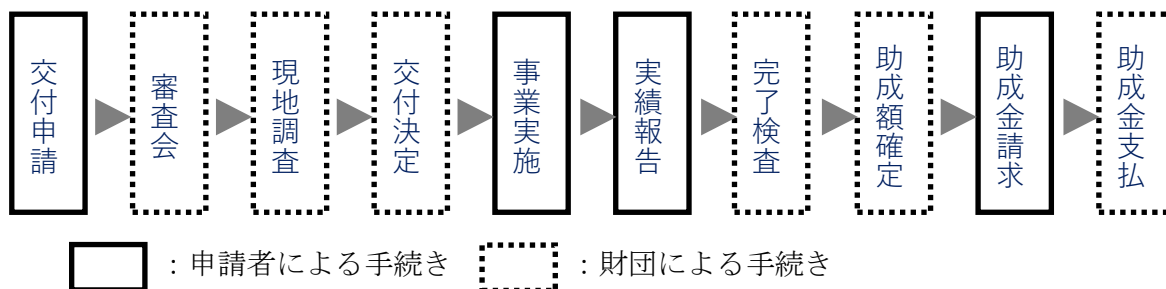 交付申請
審査会
現地調査
交付決定
事業実施
実績報告
完了検査
助成額確定
助成金請求
助成金支払
：申請者による手続き
：財団による手続き